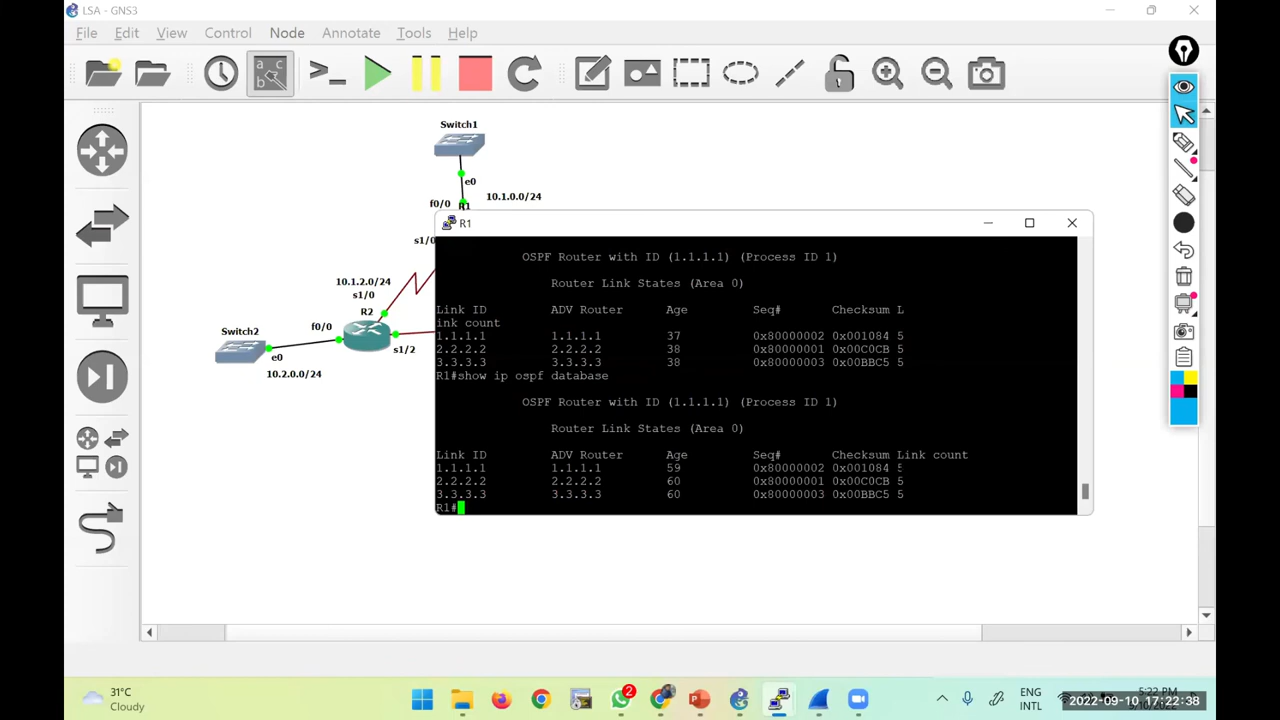 LSA - GNS3
File Edit View Control Node Annotate Tools Help
Switch1
e0
10.1.0.0/24
f0/0 R1
s1/0
10.1.2.0/24
s1/0
R2
f0/0
Switch2
e0
s1/2
10.2.0.0/24
R1
OSPF Router with ID (1.1.1.1) (Process ID 1)
Router Link States (Area 0)
Link ID ADV Router Age Seq# Checksum L
ink count
1.1.1.1 1.1.1.1 37 0x80000002 0x001084 5
2.2.2.2 2.2.2.2 38 0x80000001 0x00C0CB 5
3.3.3.3 3.3.3.3 38 0x80000003 0x00BBC5 5
R1#show ip ospf database
OSPF Router with ID (1.1.1.1) (Process ID 1)
Router Link States (Area 0)
Link ID ADV Router Age Seq# Checksum Link count
1.1.1.1 1.1.1.1 59 0x80000002 0x001084 5
2.2.2.2 2.2.2.2 60 0x80000001 0x00C0CB 5
3.3.3.3 3.3.3.3 60 0x80000003 0x00BBC5 5
R1#
31°C
Cloudy
2
ENG
INTL
5:22 PM
2022-09-10 17:22:38